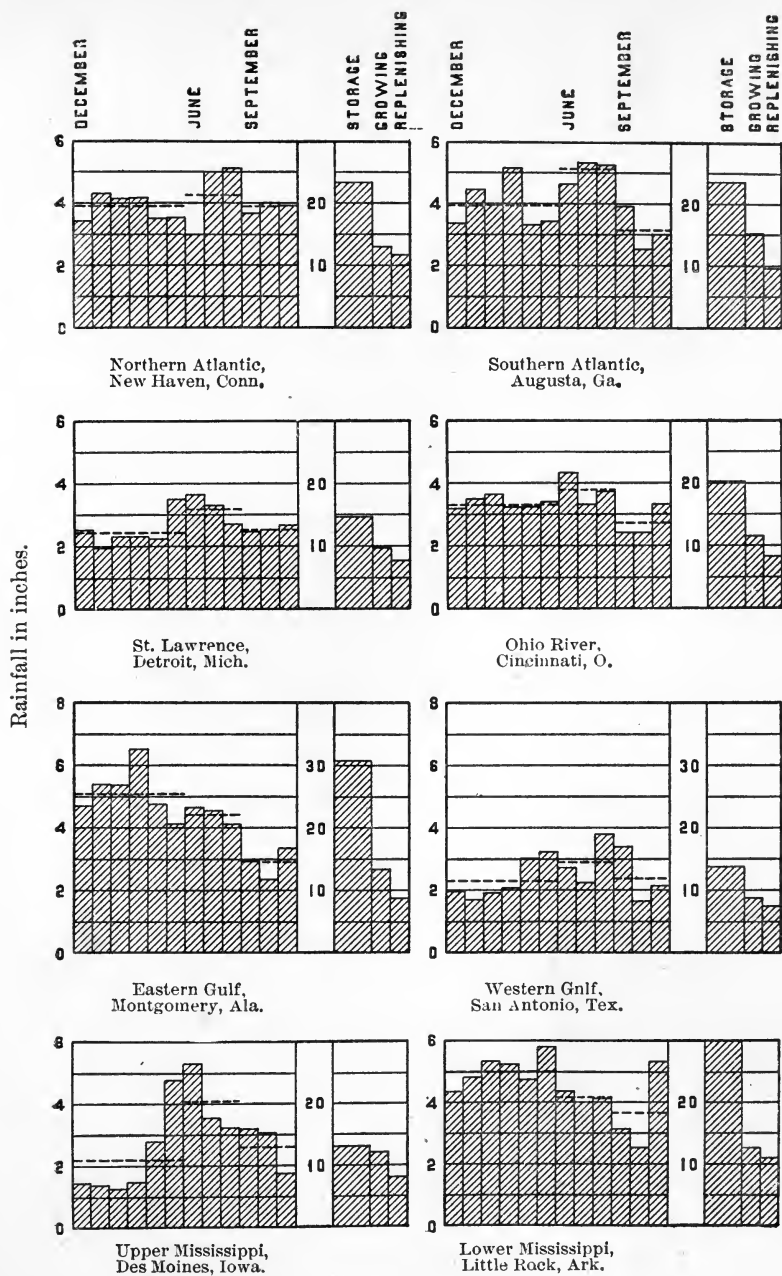 DECEMBER
JUNE
SEPTEMBER
STORAGE
GROWING
REPLENISHING
DECEMBER
JUNE
SEPTEMBER
STORAGE
GROWING
REPLENISHING
Rainfall in inches.
6
4
2
0
20
10
Northern Atlantic,
New Haven, Conn.
6
4
2
0
20
10
Southern Atlantic,
Augusta, Ga.
6
4
2
0
20
10
St. Lawrence,
Detroit, Mich.
6
4
2
0
20
10
Ohio River,
Cincinnati, O.
8
6
4
2
0
30
20
10
Eastern Gulf,
Montgomery, Ala.
8
6
4
2
0
30
20
10
Western Gnlf,
San Antonio, Tex.
8
4
2
0
20
10
Upper Mississippi,
Des Moines, Iowa.
6
4
2
0
20
10
Lower Mississippi,
Little Rock, Ark.